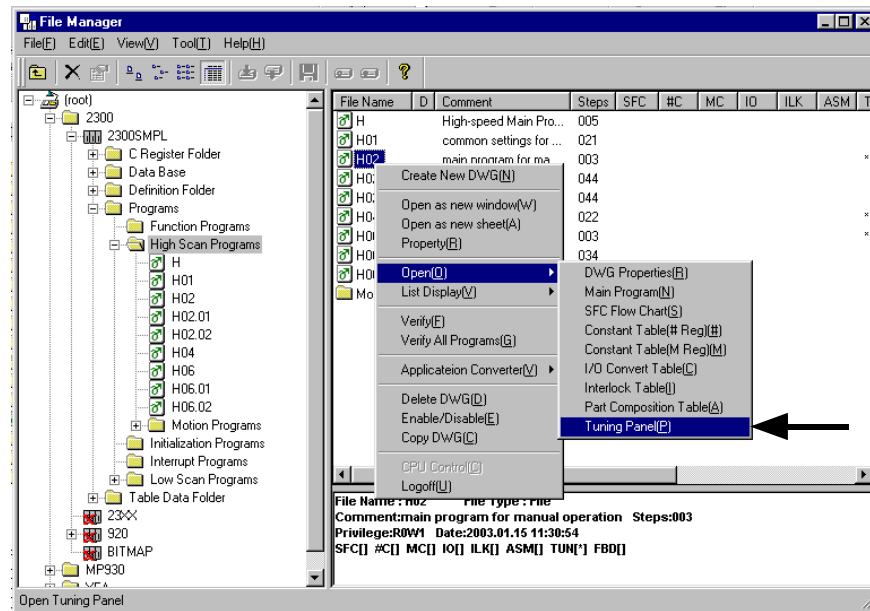 File Manager
File(F) Edit(E) View(V) Tool(T) Help(H)
(root)
2300
2300SMPL
C Register Folder
Data Base
Definition Folder
Programs
Function Programs
High Scan Programs
H
H01
H02
H02.01
H02.02
H04
H06
H06.01
H06.02
Motion Programs
Initialization Programs
Interrupt Programs
Low Scan Programs
Table Data Folder
23XX
920
BITMAP
MP930
File Name D Comment Steps SFC #C MC IO ILK ASM T
H High-speed Main Pro... 005
H01 common settings for ... 021
H02 main program for ma 003 *
044
044
022 *
003 *
034
Mo
Create New DWG(N)
Open as new window(W)
Open as new sheet(A)
Property(R)
Open(O)
List Display(V)
Verify(F)
Verify All Programs(G)
Applicateion Converter(V)
Delete DWG(D)
Enable/Disable(E)
Copy DWG(C)
CPU Control(C)
Logoff(U)
DWG Properties(R)
Main Program(N)
SFC Flow Chart(S)
Constant Table(# Reg)(#)
Constant Table(M Reg)(M)
I/O Convert Table(C)
Interlock Table(I)
Part Composition Table(A)
Tuning Panel(P)
File Name : H02 File Type : File
Comment:main program for manual operation Steps:003
Privilege:R0W1 Date:2003.01.15 11:30:54
SFC[] #C[] MC[] IO[] ILK[] ASM[] TUN[*] FBD[]
Open Tuning Panel